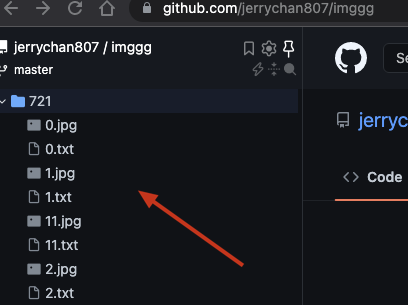 github.com/jerrychan807/imggg
jerrychan807 / imggg
master
721
0.jpg
0.txt
1.jpg
1.txt
11.jpg
11.txt
2.jpg
2.txt
Se
jerryc
Code